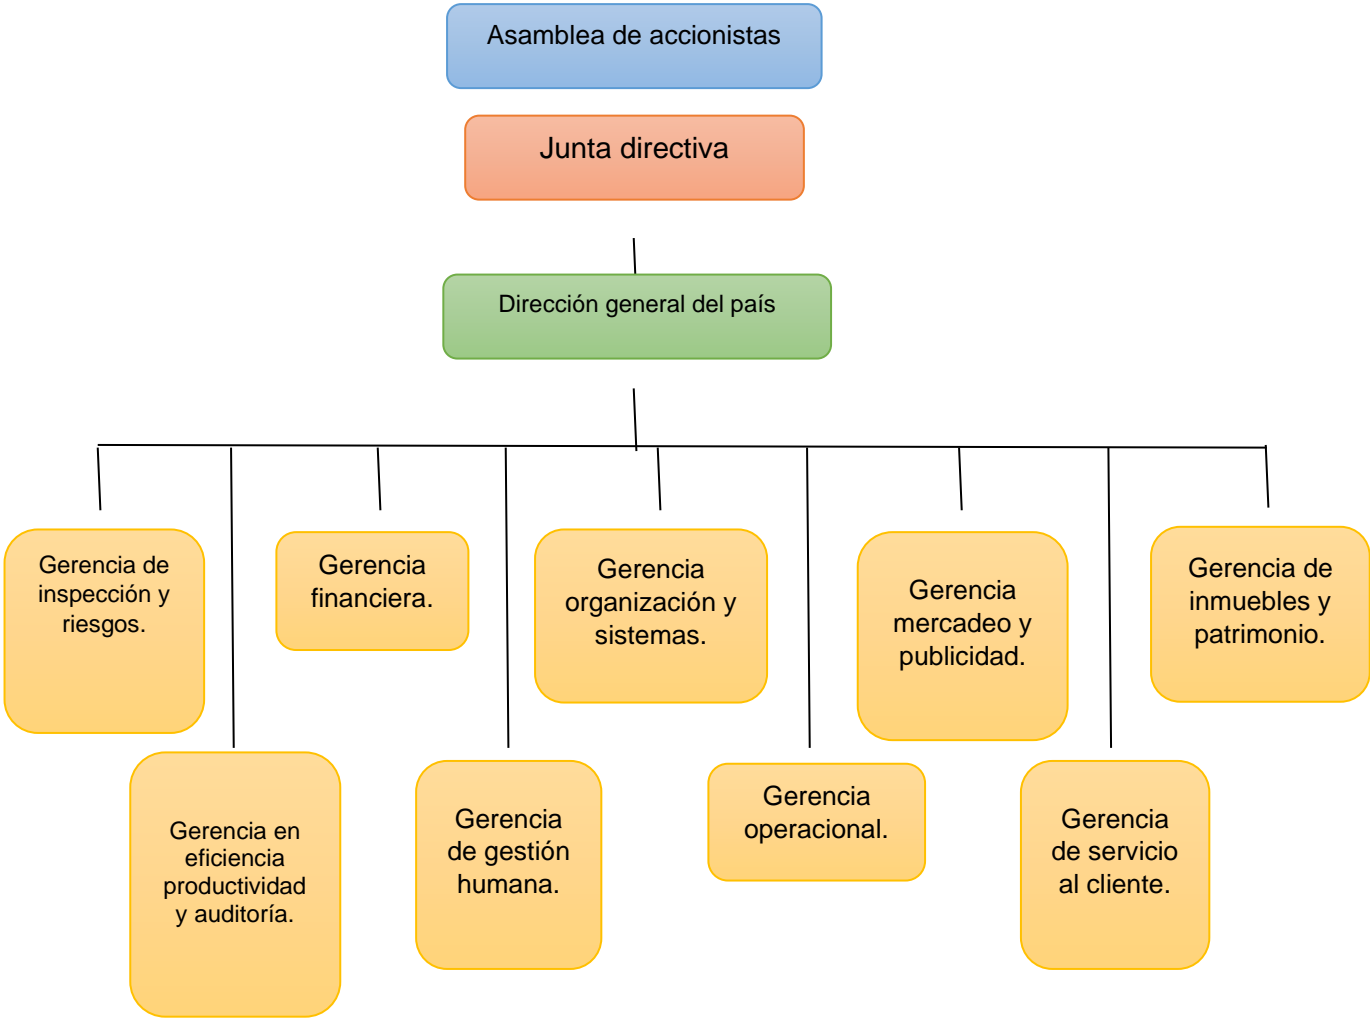 Asamblea de accionistas
Junta directiva
Dirección general del país
Gerencia de
inspección y
riesgos.
Gerencia
financiera.
Gerencia
organización y
sistemas.
Gerencia
mercadeo y
publicidad.
Gerencia de
inmuebles y
patrimonio.
Gerencia en
eficiencia
productividad
y auditoría.
Gerencia
de gestión
humana.
Gerencia
operacional.
Gerencia
de servicio
al cliente.